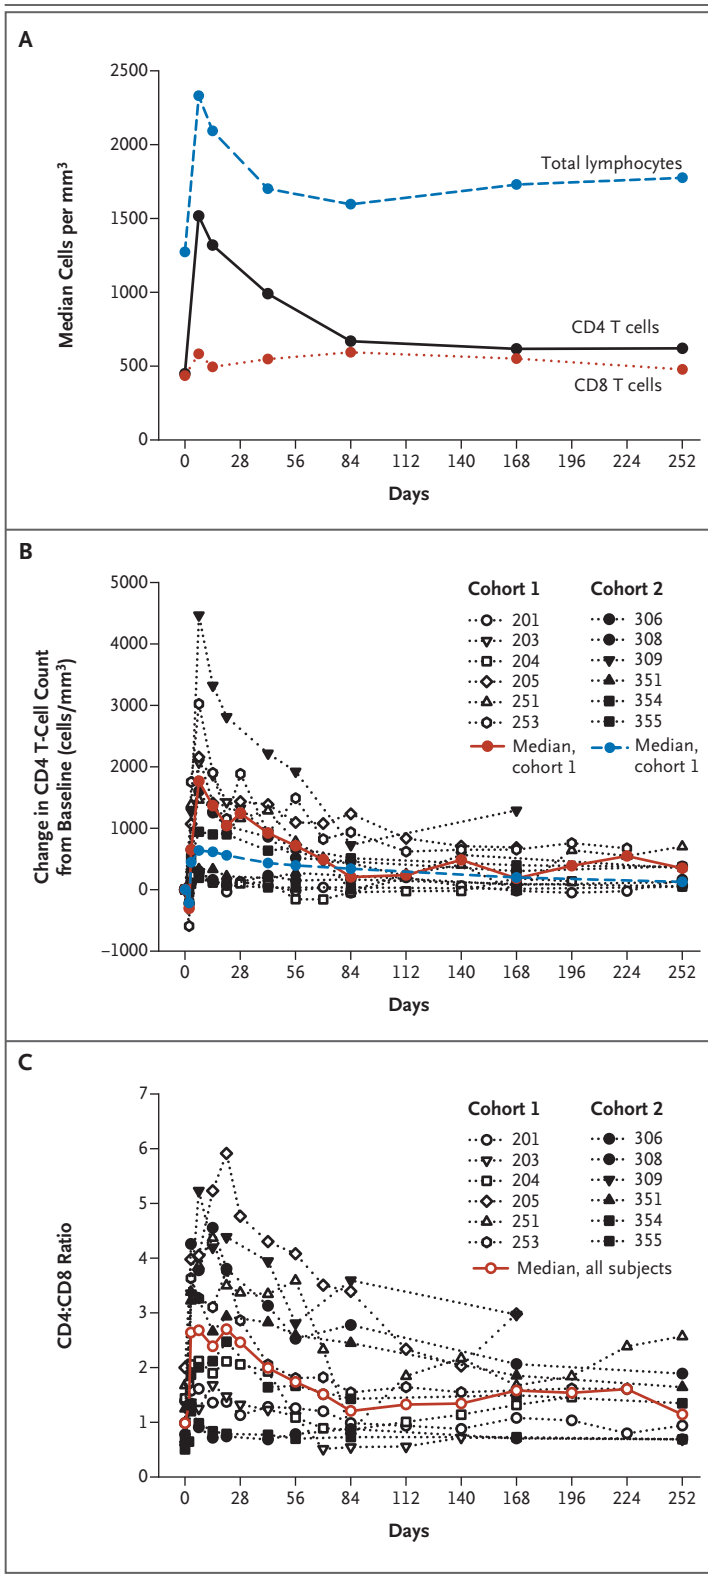 A
2500
2000
1500
1000
500
0
Median Cells per mm³
Total lymphocytes
CD4 T cells
CD8 T cells
0 28 56 84 112 140 168 196 224 252
Days
B
5000
4000
3000
2000
1000
0
–1000
Change in CD4 T-Cell Count
from Baseline (cells/mm³)
Cohort 1 Cohort 2
201 306
203 308
204 309
205 351
251 354
253 355
Median, Median,
cohort 1 cohort 1
0 28 56 84 112 140 168 196 224 252
Days
C
7
6
5
4
3
2
1
0
CD4:CD8 Ratio
Cohort 1 Cohort 2
201 306
203 308
204 309
205 351
251 354
253 355
Median, all subjects
0 28 56 84 112 140 168 196 224 252
Days